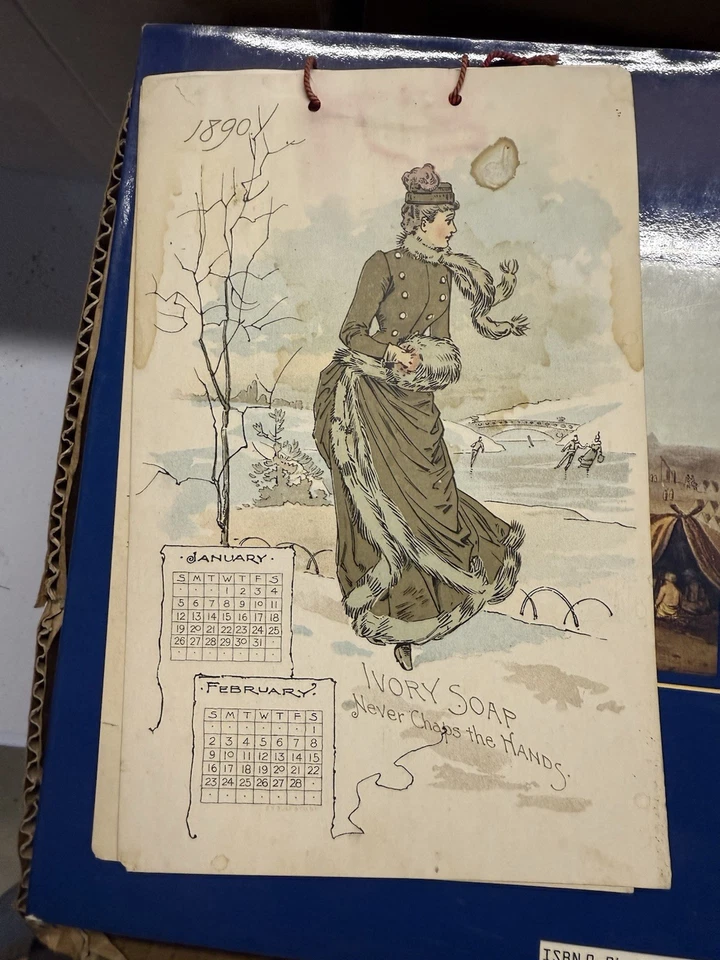 1890
· JANUARY ·
S M T W T F S
· · · 1 2 3 4
5 6 7 8 9 10 11
12 13 14 15 16 17 18
19 20 21 22 23 24 25
26 27 28 29 30 31 ·
· FEBRUARY ·
S M T W T F S
· · · · · · 1
2 3 4 5 6 7 8
9 10 11 12 13 14 15
16 17 18 19 20 21 22
23 24 25 26 27 28 ·
IVORY SOAP
Never Chaps the HANDS.
ISBN 0